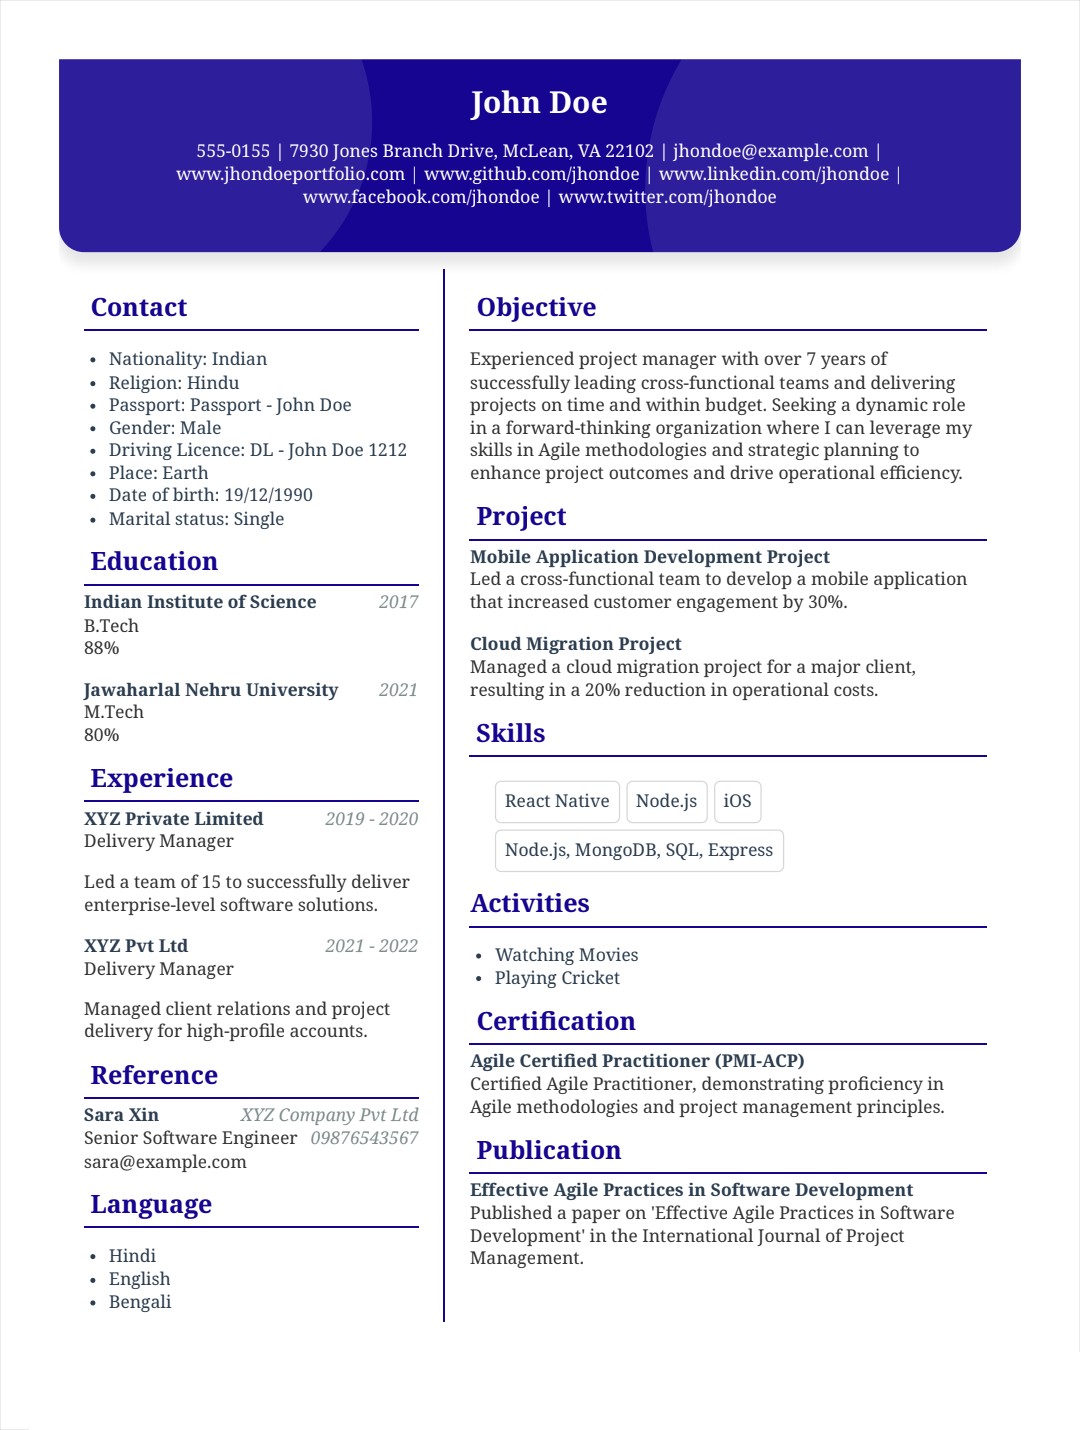 John Doe
555-0155 | 7930 Jones Branch Drive, McLean, VA 22102 | jhondoe@example.com |
www.jhondoeportfolio.com | www.github.com/jhondoe | www.linkedin.com/jhondoe |
www.facebook.com/jhondoe | www.twitter.com/jhondoe
Contact
• Nationality: Indian
• Religion: Hindu
• Passport: Passport - John Doe
• Gender: Male
• Driving Licence: DL - John Doe 1212
• Place: Earth
• Date of birth: 19/12/1990
• Marital status: Single
Education
Indian Institute of Science 2017
B.Tech
88%
Jawaharlal Nehru University 2021
M.Tech
80%
Experience
XYZ Private Limited 2019 - 2020
Delivery Manager
Led a team of 15 to successfully deliver
enterprise-level software solutions.
XYZ Pvt Ltd 2021 - 2022
Delivery Manager
Managed client relations and project
delivery for high-profile accounts.
Reference
Sara Xin XYZ Company Pvt Ltd
Senior Software Engineer 09876543567
sara@example.com
Language
• Hindi
• English
• Bengali
Objective
Experienced project manager with over 7 years of
successfully leading cross-functional teams and delivering
projects on time and within budget. Seeking a dynamic role
in a forward-thinking organization where I can leverage my
skills in Agile methodologies and strategic planning to
enhance project outcomes and drive operational efficiency.
Project
Mobile Application Development Project
Led a cross-functional team to develop a mobile application
that increased customer engagement by 30%.
Cloud Migration Project
Managed a cloud migration project for a major client,
resulting in a 20% reduction in operational costs.
Skills
React Native Node.js iOS
Node.js, MongoDB, SQL, Express
Activities
• Watching Movies
• Playing Cricket
Certification
Agile Certified Practitioner (PMI-ACP)
Certified Agile Practitioner, demonstrating proficiency in
Agile methodologies and project management principles.
Publication
Effective Agile Practices in Software Development
Published a paper on 'Effective Agile Practices in Software
Development' in the International Journal of Project
Management.